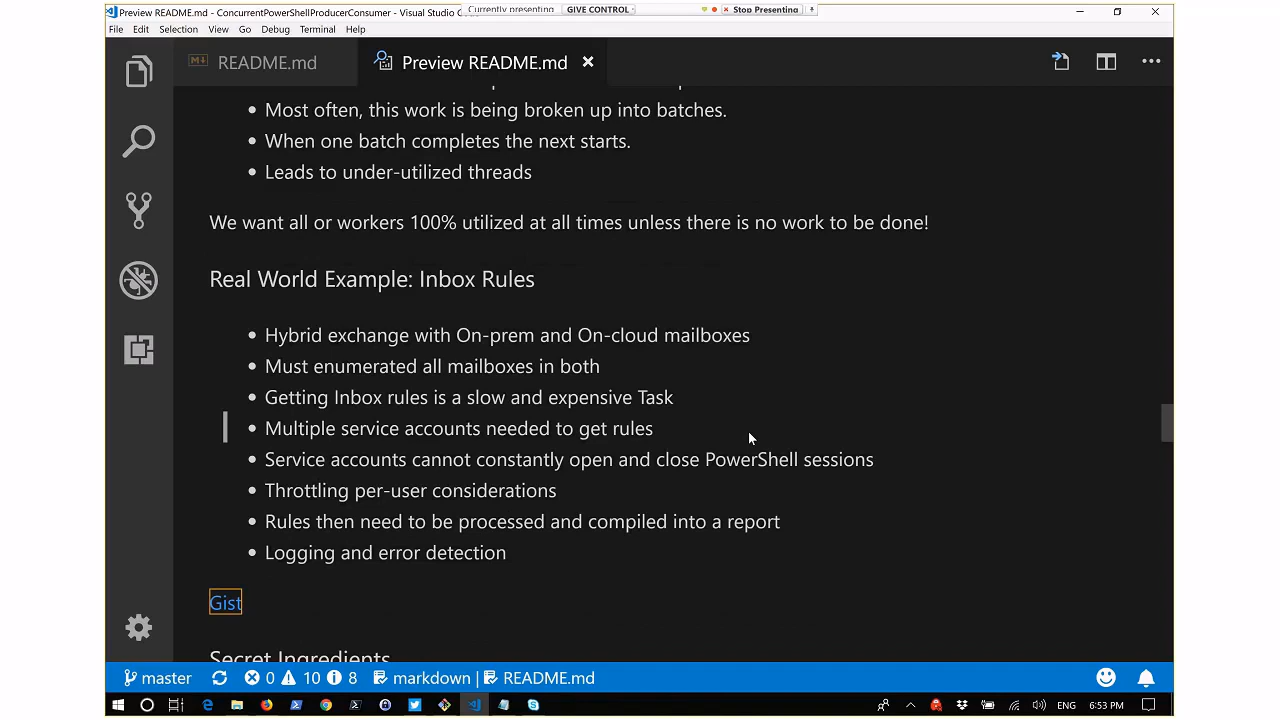 Preview README.md - ConcurrentPowerShellProducerConsumer - Visual Studio
Currently presenting GIVE CONTROL Stop Presenting
File Edit Selection View Go Debug Terminal Help
README.md Preview README.md
Most often, this work is being broken up into batches.
When one batch completes the next starts.
Leads to under-utilized threads
We want all or workers 100% utilized at all times unless there is no work to be done!
Real World Example: Inbox Rules
Hybrid exchange with On-prem and On-cloud mailboxes
Must enumerated all mailboxes in both
Getting Inbox rules is a slow and expensive Task
Multiple service accounts needed to get rules
Service accounts cannot constantly open and close PowerShell sessions
Throttling per-user considerations
Rules then need to be processed and compiled into a report
Logging and error detection
Gist
Secret Ingredients
master 0 10 8 markdown | README.md
ENG 6:53 PM